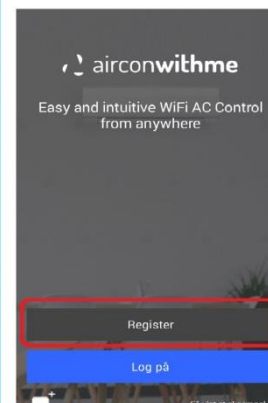 airconwithme
Easy and intuitive WiFi AC Control
from anywhere
Register
Log på